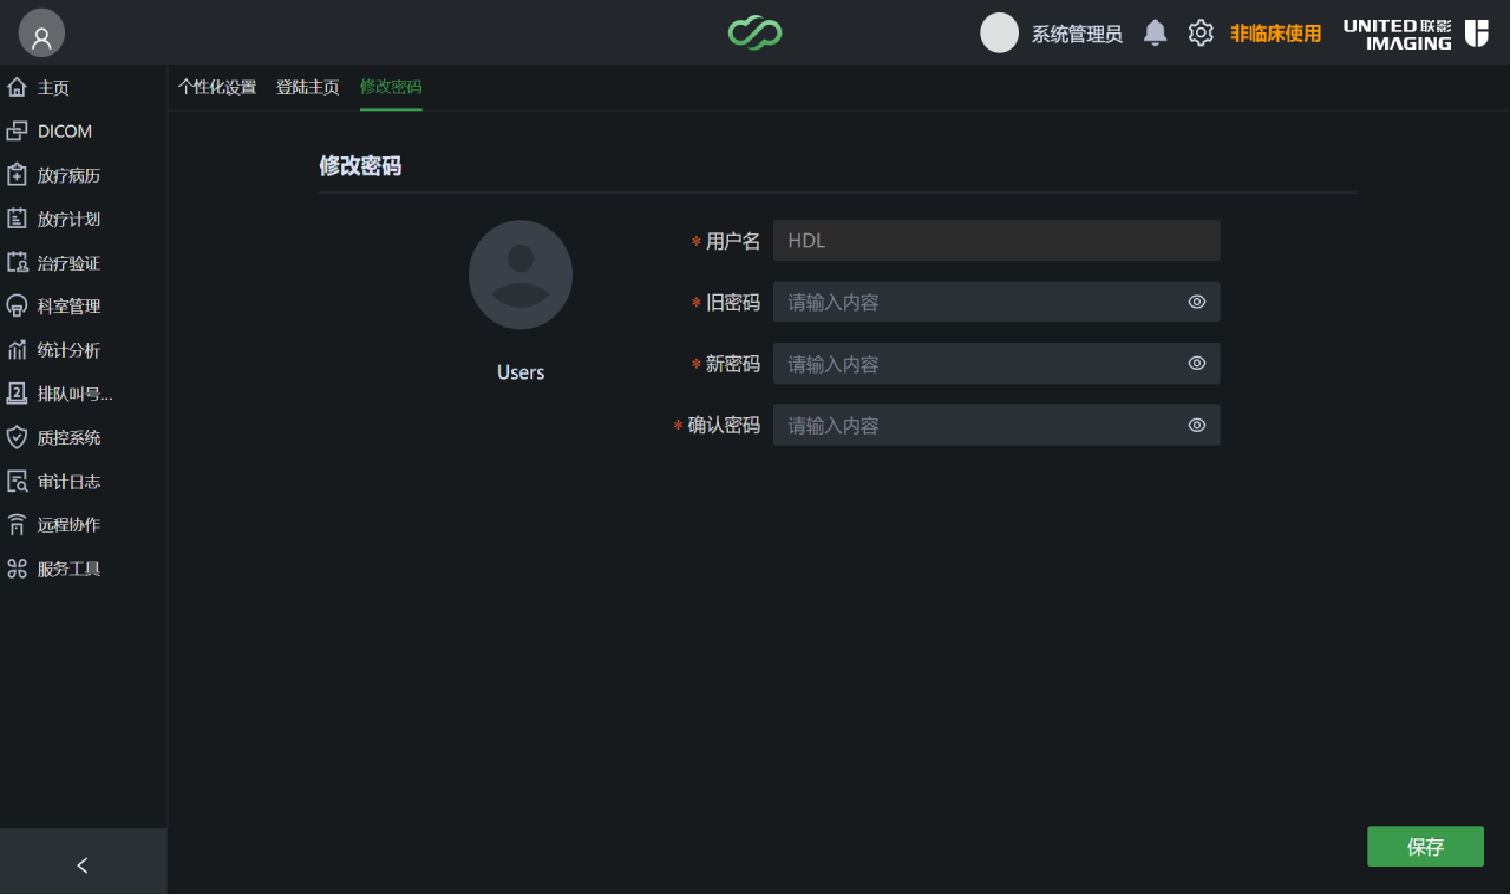 系统管理员
非临床使用
UNITED 联影
IMAGING
主页
DICOM
放疗病历
放疗计划
治疗验证
科室管理
统计分析
2
排队叫号...
质控系统
审计日志
远程协作
服务工具
个性化设置 登陆主页 修改密码
修改密码
Users
* 用户名 HDL
* 旧密码 请输入内容
* 新密码 请输入内容
* 确认密码 请输入内容
保存